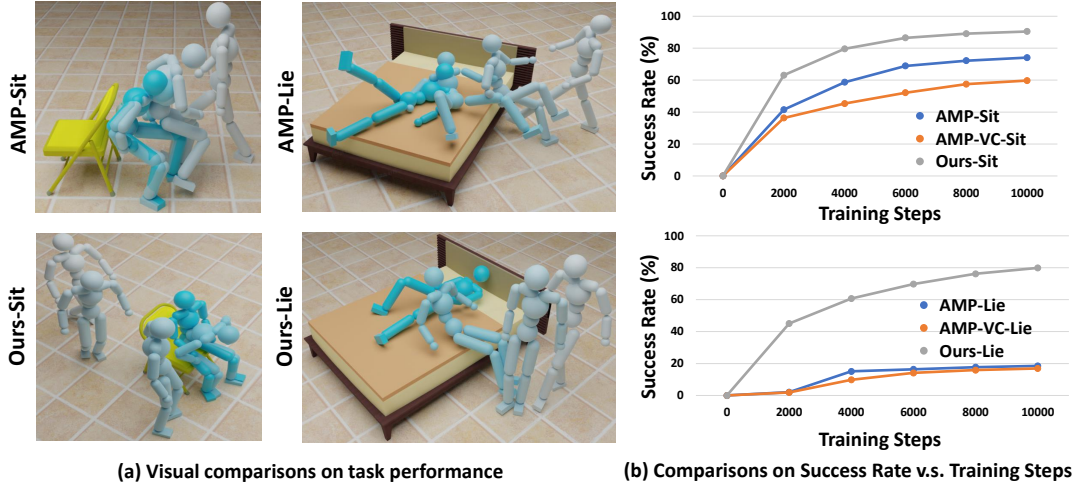 AMP-Sit
AMP-Lie
Ours-Sit
Ours-Lie
(a) Visual comparisons on task performance
Success Rate (%)
100
80
60
40
20
0
AMP-Sit
AMP-VC-Sit
Ours-Sit
0 2000 4000 6000 8000 10000
Training Steps
Success Rate (%)
100
80
60
40
20
0
AMP-Lie
AMP-VC-Lie
Ours-Lie
0 2000 4000 6000 8000 10000
Training Steps
(b) Comparisons on Success Rate v.s. Training Steps